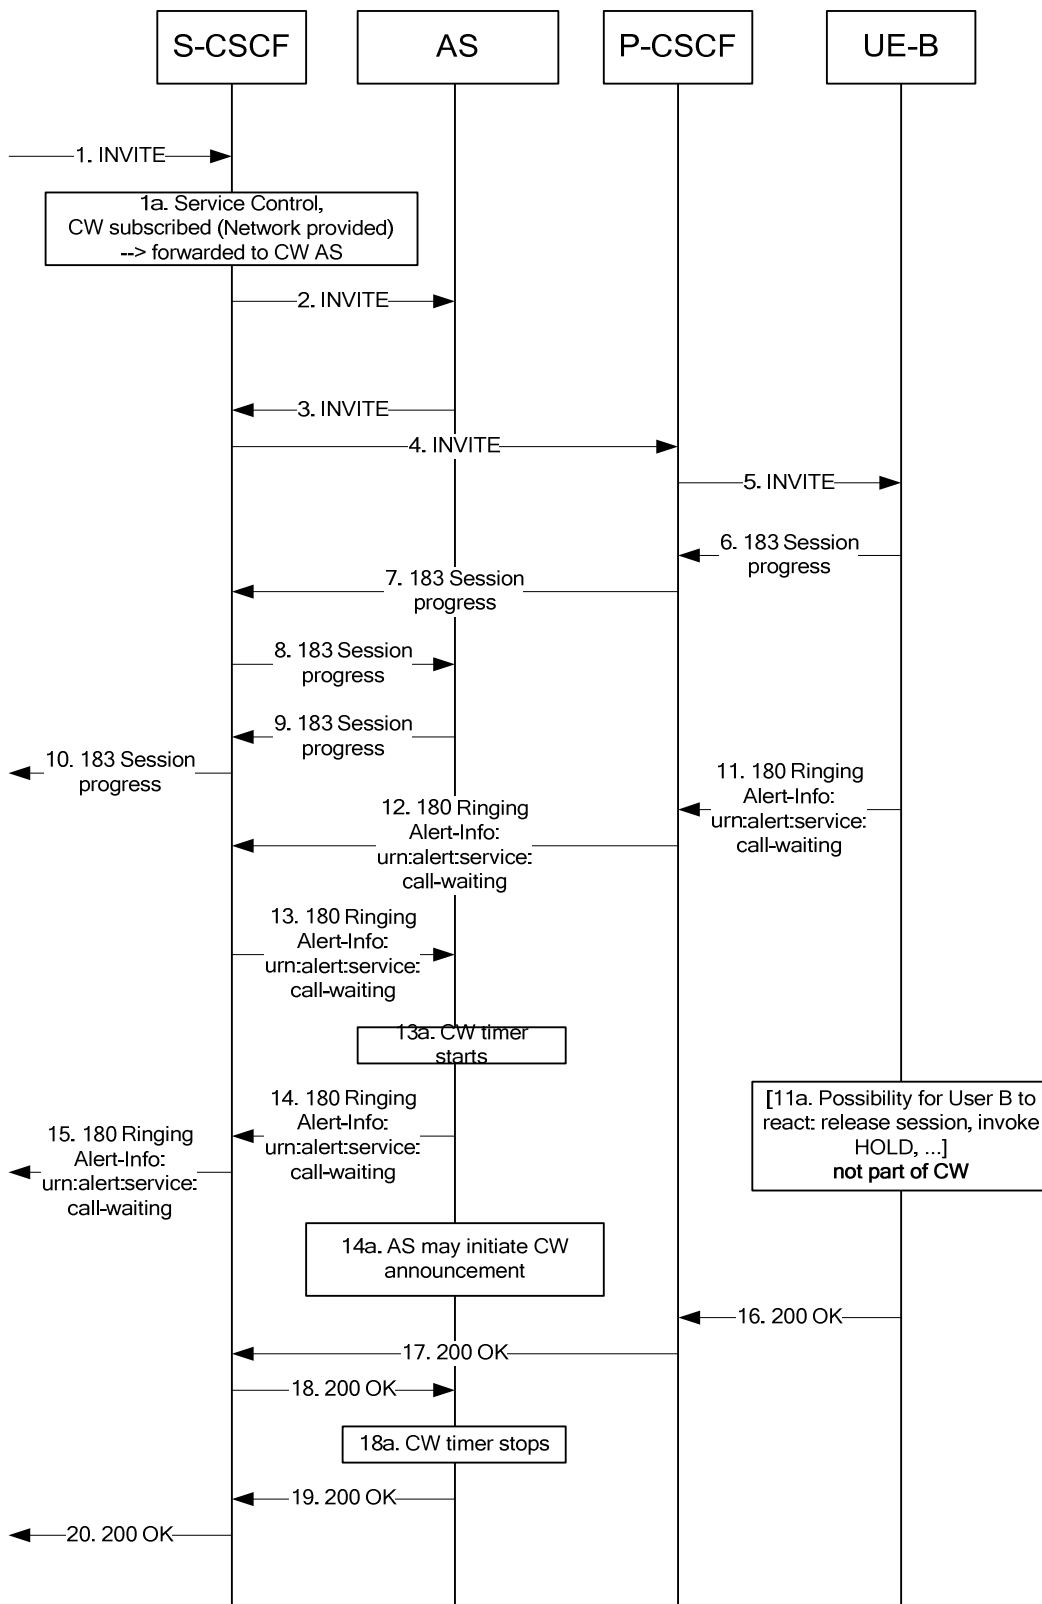 S-CSCF
AS
P-CSCF
UE-B
1. INVITE
1a. Service Control,
CW subscribed (Network provided)
--> forwarded to CW AS
2. INVITE
3. INVITE
4. INVITE
5. INVITE
6. 183 Session
progress
7. 183 Session
progress
8. 183 Session
progress
9. 183 Session
progress
10. 183 Session
progress
11. 180 Ringing
Alert-Info:
urn:alert:service:
call-waiting
12. 180 Ringing
Alert-Info:
urn:alert:service:
call-waiting
13. 180 Ringing
Alert-Info:
urn:alert:service:
call-waiting
13a. CW timer
starts
[11a. Possibility for User B to
react: release session, invoke
HOLD, ...]
not part of CW
14. 180 Ringing
Alert-Info:
urn:alert:service:
call-waiting
15. 180 Ringing
Alert-Info:
urn:alert:service:
call-waiting
14a. AS may initiate CW
announcement
16. 200 OK
17. 200 OK
18. 200 OK
18a. CW timer stops
19. 200 OK
20. 200 OK